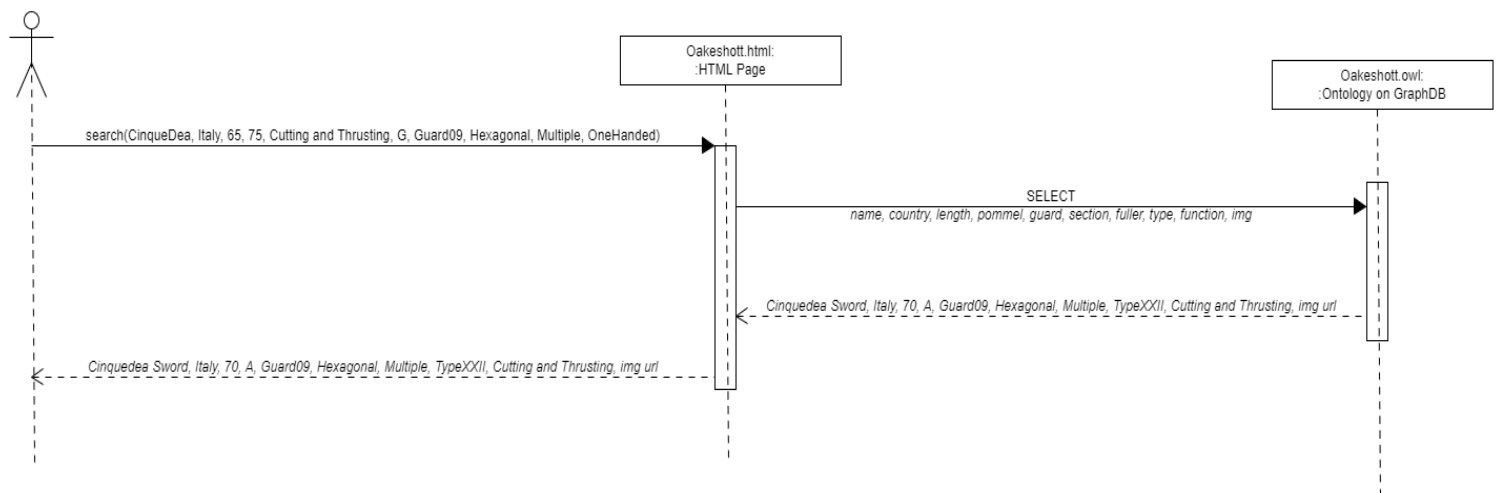 Oakeshott.html:
:HTML Page
Oakeshott.owl:
:Ontology on GraphDB
search(CinqueDea, Italy, 65, 75, Cutting and Thrusting, G, Guard09, Hexagonal, Multiple, OneHanded)
SELECT
name, country, length, pommel, guard, section, fuller, type, function, img
Cinquedea Sword, Italy, 70, A, Guard09, Hexagonal, Multiple, TypeXXII, Cutting and Thrusting, img url
Cinquedea Sword, Italy, 70, A, Guard09, Hexagonal, Multiple, TypeXXII, Cutting and Thrusting, img url